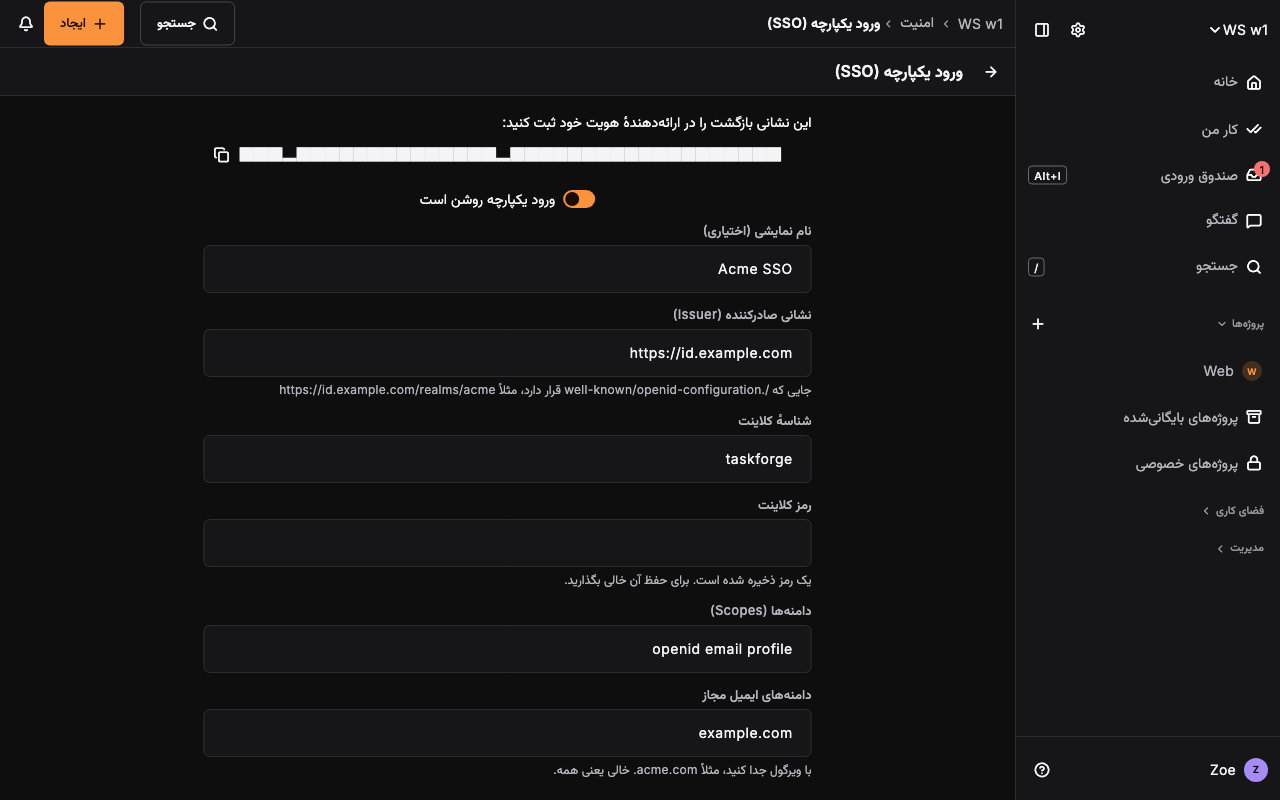 WS w1
خانه
کار من
صندوق ورودی
1
Alt+I
گفتگو
جستجو
/
پروژه‌ها
+
W
Web
پروژه‌های بایگانی‌شده
پروژه‌های خصوصی
فضای کاری
مدیریت
Z
Zoe
WS w1 › امنیت › ورود یکپارچه (SSO)
جستجو
+ ایجاد
ورود یکپارچه (SSO)
این نشانی بازگشت را در ارائه‌دهندهٔ هویت خود ثبت کنید:
ورود یکپارچه روشن است
نام نمایشی (اختیاری)
Acme SSO
نشانی صادرکننده (Issuer)
https://id.example.com
جایی که /.well-known/openid-configuration قرار دارد، مثلاً https://id.example.com/realms/acme
شناسهٔ کلاینت
taskforge
رمز کلاینت
یک رمز ذخیره شده است. برای حفظ آن خالی بگذارید.
دامنه‌ها (Scopes)
openid email profile
دامنه‌های ایمیل مجاز
example.com
با ویرگول جدا کنید، مثلاً acme.com. خالی یعنی همه.